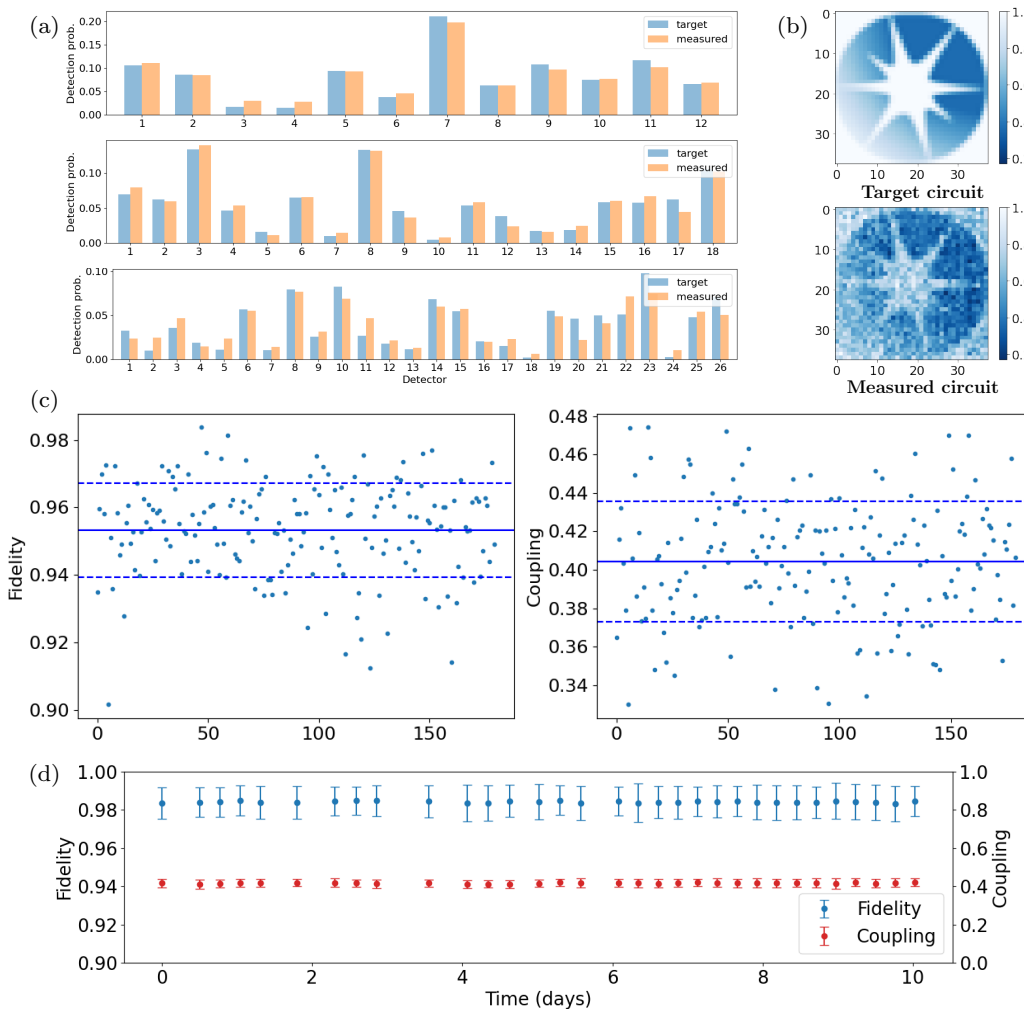 (a)
0.20
0.15
0.10
0.05
0.00
Detection prob.
target
measured
1 2 3 4 5 6 7 8 9 10 11 12
0.10
0.05
0.00
Detection prob.
target
measured
1 2 3 4 5 6 7 8 9 10 11 12 13 14 15 16 17 18
0.10
0.05
0.00
Detection prob.
target
measured
1 2 3 4 5 6 7 8 9 10 11 12 13 14 15 16 17 18 19 20 21 22 23 24 25 26
Detector
(b)
0
10
20
30
0 10 20 30
Target circuit
0
10
20
30
0 10 20 30
Measured circuit
(c)
0.98
0.96
0.94
0.92
0.90
Fidelity
0 50 100 150
0.48
0.46
0.44
0.42
0.40
0.38
0.36
0.34
Coupling
0 50 100 150
(d)
1.00
0.98
0.96
0.94
0.92
0.90
Fidelity
1.0
0.8
0.6
0.4
0.2
0.0
Coupling
Fidelity
Coupling
0 2 4 6 8 10
Time (days)